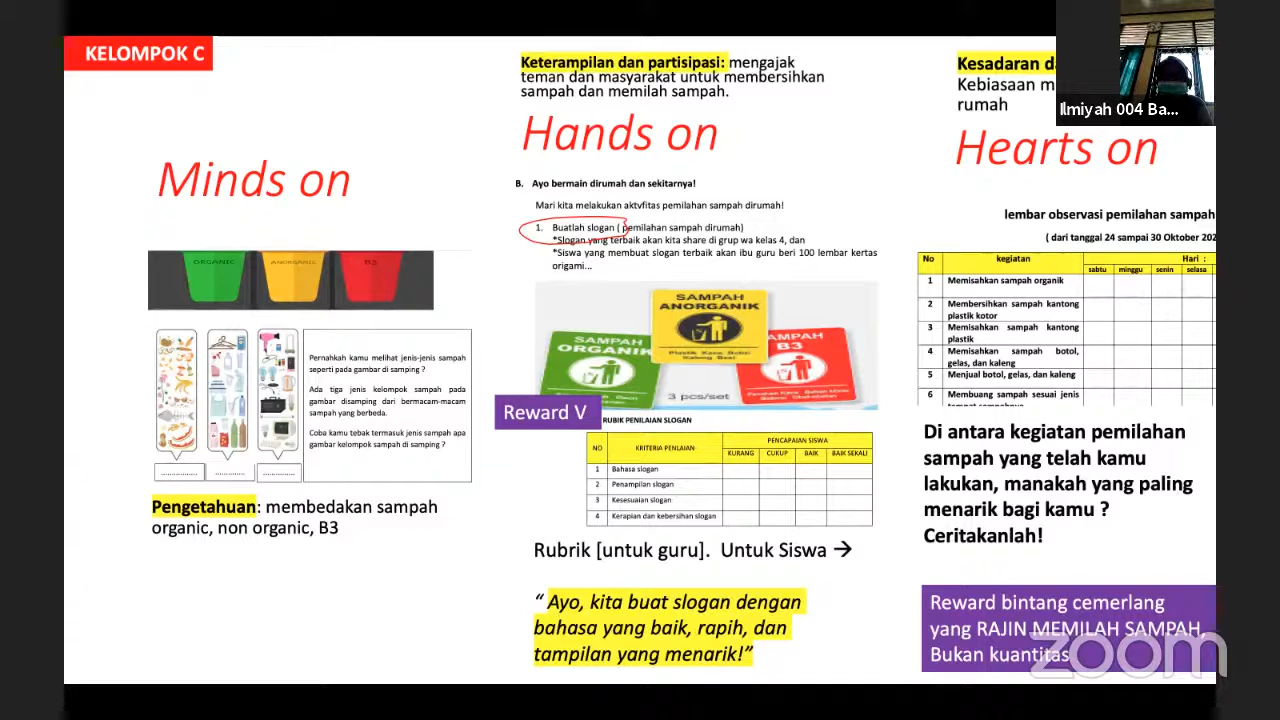 KELOMPOK C
Minds on
ORGANIC
ANORGANIC
B3
Pernahkah kamu melihat jenis-jenis sampah
seperti pada gambar di samping ?
Ada tiga jenis kelompok sampah pada
gambar disamping dari bermacam-macam
sampah yang berbeda.
Coba kamu tebak termasuk jenis sampah apa
gambar kelompok sampah di samping ?
Pengetahuan: membedakan sampah
organic, non organic, B3
Keterampilan dan partisipasi: mengajak
teman dan masyarakat untuk membersihkan
sampah dan memilah sampah.
Hands on
B. Ayo bermain dirumah dan sekitarnya!
Mari kita melakukan aktvfitas pemilahan sampah dirumah!
1. Buatlah slogan ( pemilahan sampah dirumah)
*Slogan yang terbaik akan kita share di grup wa kelas 4, dan
*Siswa yang membuat slogan terbaik akan ibu guru beri 100 lembar kertas
origami...
SAMPAH
ANORGANIK
SAMPAH
ORGANIK
SAMPAH
B3
3 pcs/set
Reward V
RUBIK PENILAIAN SLOGAN
NO KRITERIA PENLAIAN PENCAPAIAN SISWA
KURANG CUKUP BAIK BAIK SEKALI
1 Bahasa slogan
2 Penampilan slogan
3 Kesesuaian slogan
4 Kerapian dan kebersihan slogan
Rubrik [untuk guru]. Untuk Siswa →
“ Ayo, kita buat slogan dengan
bahasa yang baik, rapih, dan
tampilan yang menarik!”
Kesadaran da
Kebiasaan m
rumah
Ilmiyah 004 Ba...
Hearts on
lembar observasi pemilahan sampah
( dari tanggal 24 sampai 30 Oktober 202
No kegiatan Hari :
sabtu minggu senin selasa
1 Memisahkan sampah organik
2 Membersihkan sampah kantong
plastik kotor
3 Memisahkan sampah kantong
plastik
4 Memisahkan sampah botol,
gelas, dan kaleng
5 Menjual botol, gelas, dan kaleng
6 Membuang sampah sesuai jenis
Di antara kegiatan pemilahan
sampah yang telah kamu
lakukan, manakah yang paling
menarik bagi kamu ?
Ceritakanlah!
Reward bintang cemerlang
yang RAJIN MEMILAH SAMPAH,
Bukan kuantitas
zoom